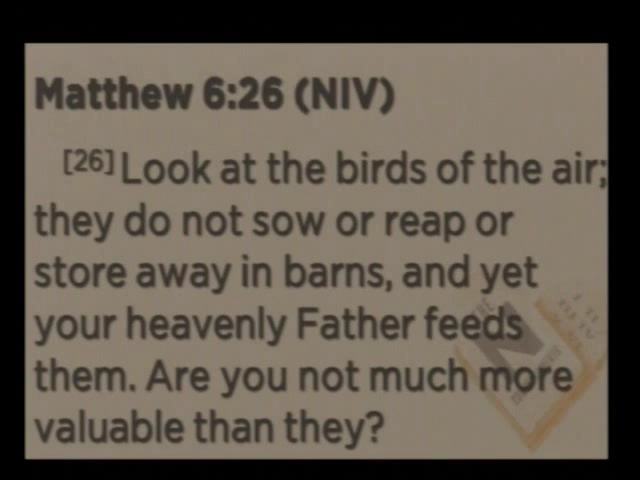 Matthew 6:26 (NIV)
[26] Look at the birds of the air;
they do not sow or reap or
store away in barns, and yet
your heavenly Father feeds
them. Are you not much more
valuable than they?